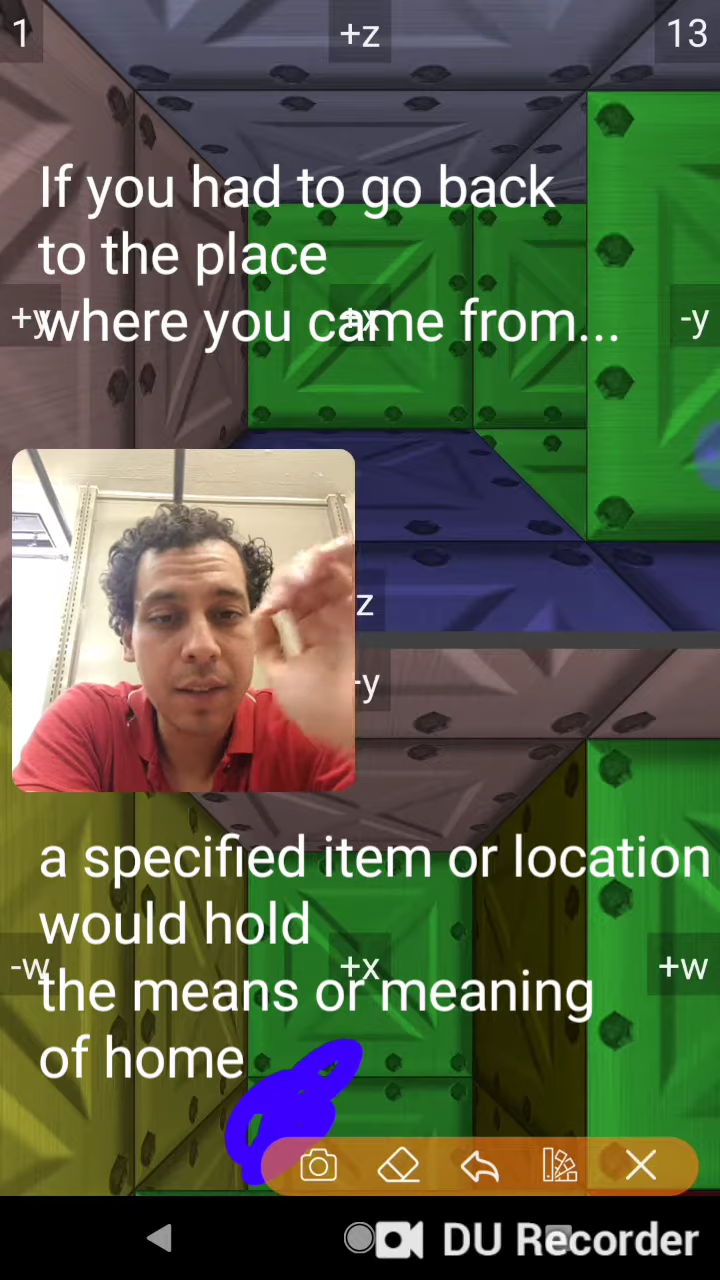 1
+z
13
If you had to go back
to the place
+y
+x
-y
where you came from...
z
-y
a specified item or location
would hold
-w
+x
+w
the means or meaning
of home
DU Recorder